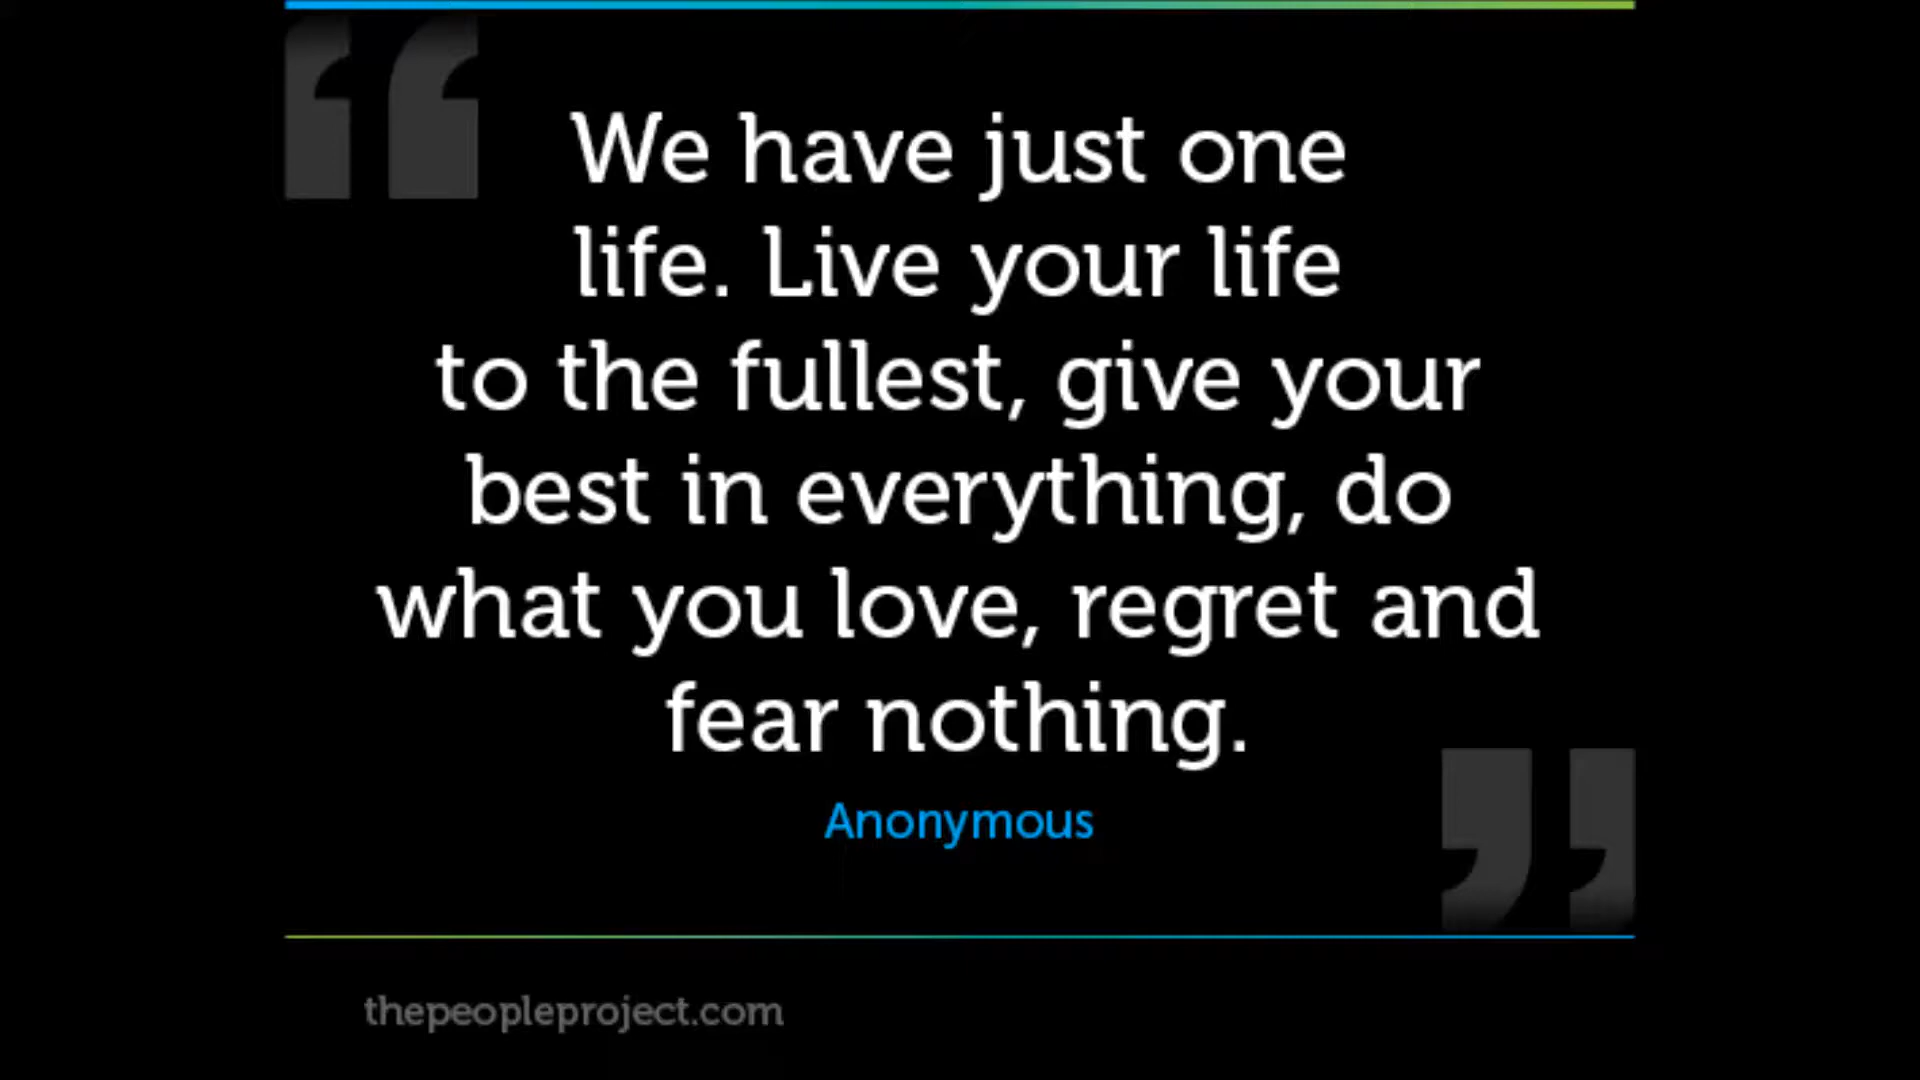 We have just one
life. Live your life
to the fullest, give your
best in everything, do
what you love, regret and
fear nothing.
Anonymous
thepeopleproject.com